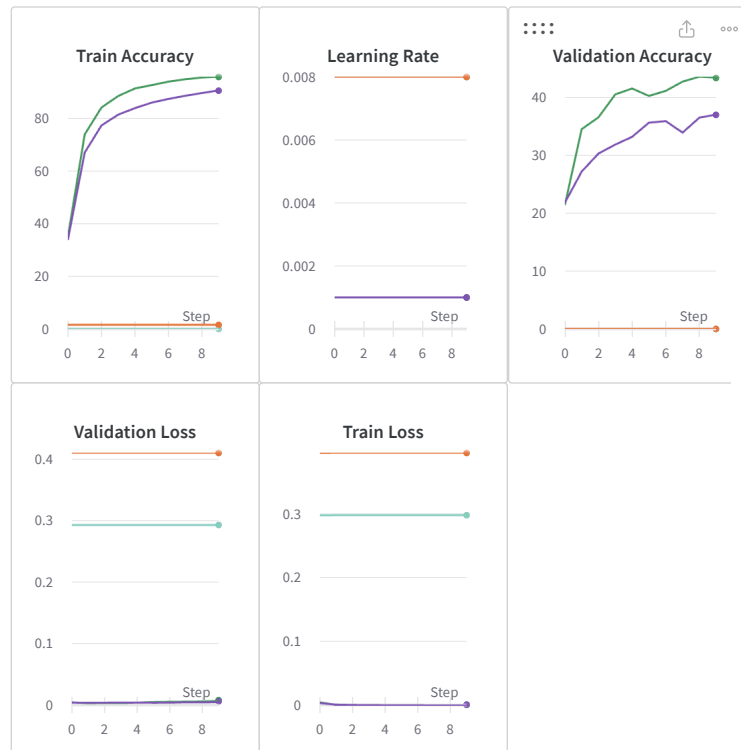 Train Accuracy
80
60
40
20
0
Step
0 2 4 6 8
Learning Rate
0.008
0.006
0.004
0.002
0
Step
0 2 4 6 8
Validation Accuracy
40
30
20
10
0
Step
0 2 4 6 8
Validation Loss
0.4
0.3
0.2
0.1
0
Step
0 2 4 6 8
Train Loss
0.3
0.2
0.1
0
Step
0 2 4 6 8